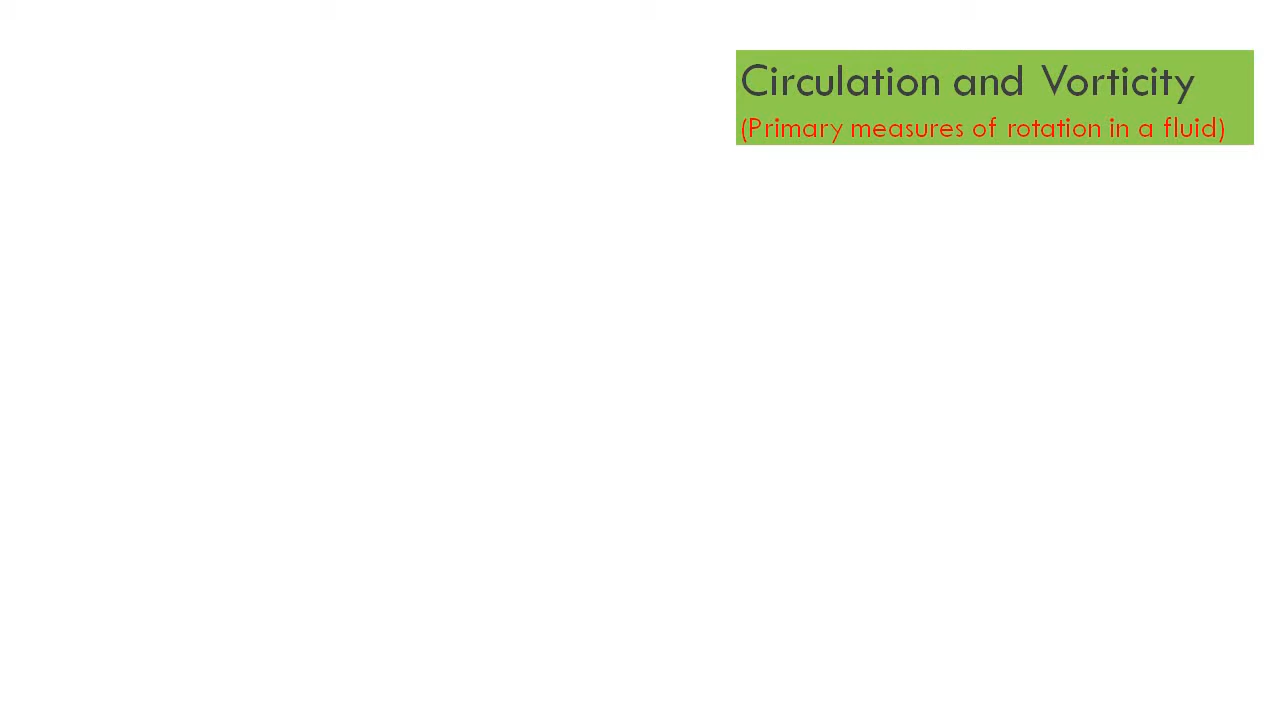 Circulation and Vorticity
(Primary measures of rotation in a fluid)